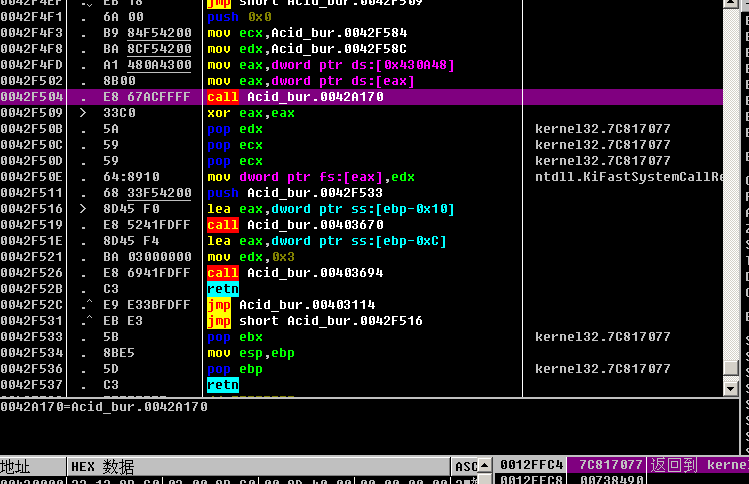 EB 18 jmp short Acid_bur.0042F509
0042F4F1 . 6A 00 push 0x0
0042F4F3 . B9 84F54200 mov ecx,Acid_bur.0042F584
0042F4F8 . BA 8CF54200 mov edx,Acid_bur.0042F58C
0042F4FD . A1 480A4300 mov eax,dword ptr ds:[0x430A48]
0042F502 . 8B00 mov eax,dword ptr ds:[eax]
0042F504 . E8 67ACFFFF call Acid_bur.0042A170
0042F509 > 33C0 xor eax,eax
0042F50B . 5A pop edx kernel32.7C817077
0042F50C . 59 pop ecx kernel32.7C817077
0042F50D . 59 pop ecx kernel32.7C817077
0042F50E . 64:8910 mov dword ptr fs:[eax],edx ntdll.KiFastSystemCallRe
0042F511 . 68 33F54200 push Acid_bur.0042F533
0042F516 > 8D45 F0 lea eax,dword ptr ss:[ebp-0x10]
0042F519 . E8 5241FDFF call Acid_bur.00403670
0042F51E . 8D45 F4 lea eax,dword ptr ss:[ebp-0xC]
0042F521 . BA 03000000 mov edx,0x3
0042F526 . E8 6941FDFF call Acid_bur.00403694
0042F52B . C3 retn
0042F52C .^ E9 E33BFDFF jmp Acid_bur.00403114
0042F531 .^ EB E3 jmp short Acid_bur.0042F516
0042F533 . 5B pop ebx kernel32.7C817077
0042F534 . 8BE5 mov esp,ebp
0042F536 . 5D pop ebp kernel32.7C817077
0042F537 . C3 retn
0042A170=Acid_bur.0042A170
地址 HEX 数据 ASC 0012FFC4 7C817077 返回到 kerne
0012FFC8 00738490